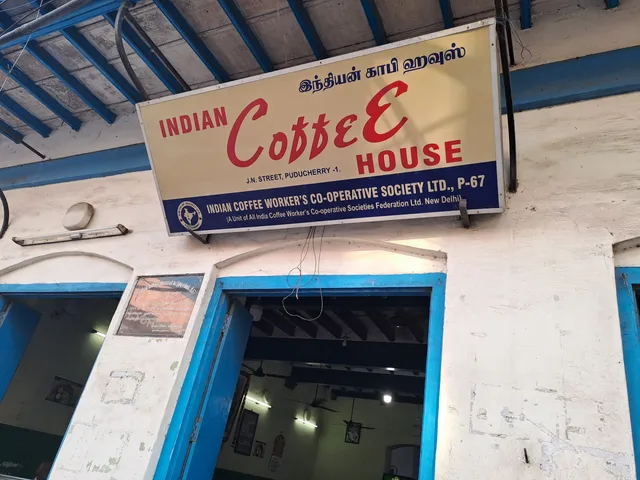 இந்தியன் காபி ஹவுஸ்
INDIAN CoffeE HOUSE
J.N. STREET, PUDUCHERRY -1.
INDIAN COFFEE WORKER'S CO-OPERATIVE SOCIETY LTD., P-67
(A Unit of All India Coffee Worker's Co-operative Societies Federation Ltd. New Delhi)